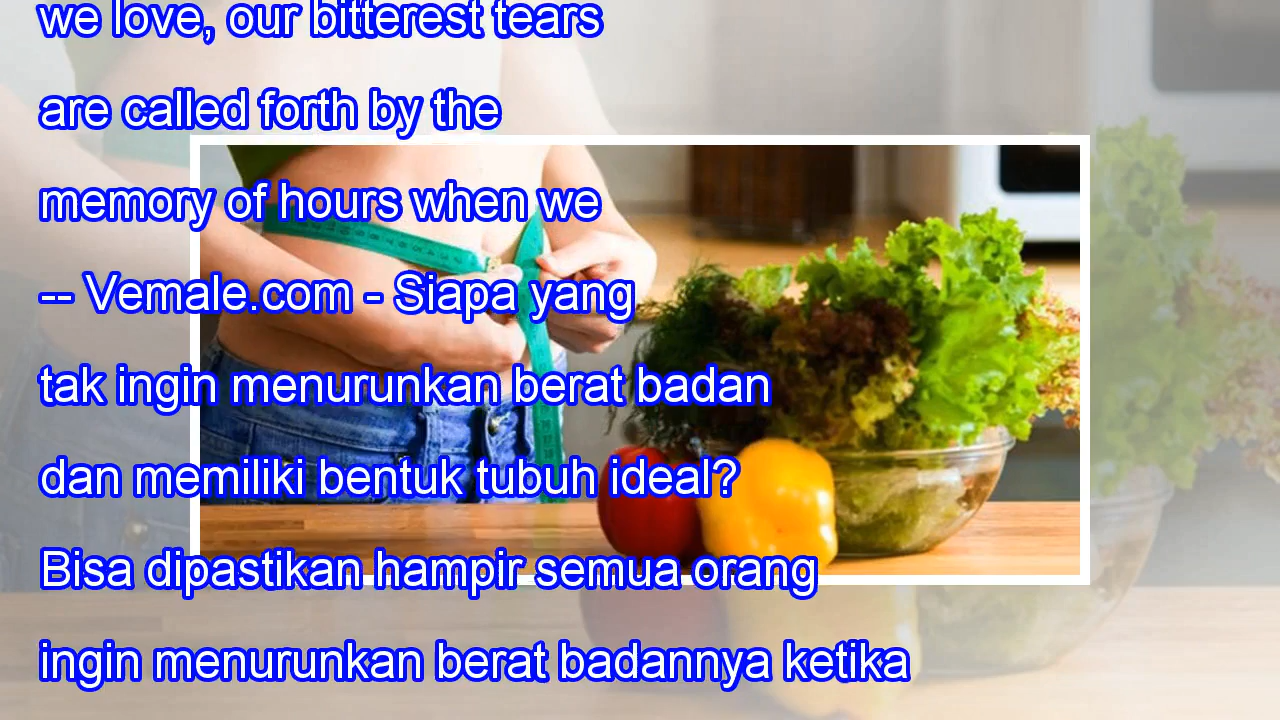 we love, our bitterest tears
are called forth by the
memory of hours when we
-- Vemale.com - Siapa yang
tak ingin menurunkan berat badan
dan memiliki bentuk tubuh ideal?
Bisa dipastikan hampir semua orang
ingin menurunkan berat badannya ketika